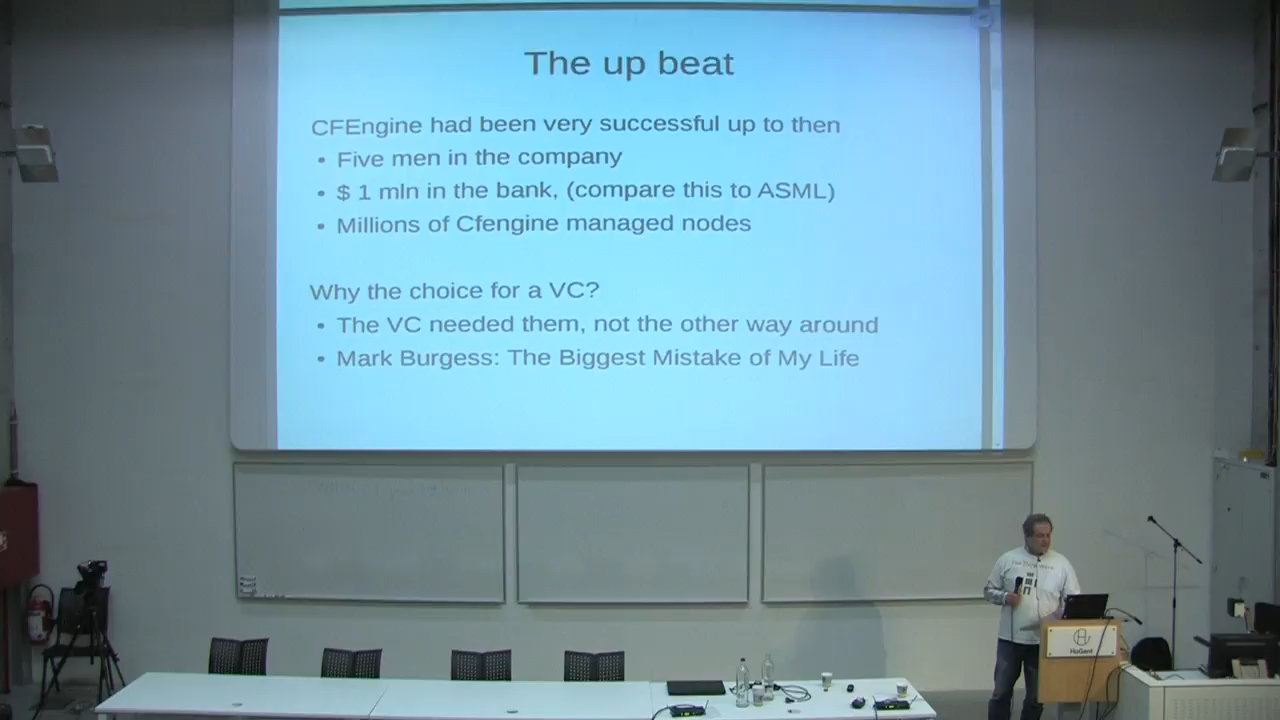 The up beat
CFEngine had been very successful up to then
• Five men in the company
• $ 1 mln in the bank, (compare this to ASML)
• Millions of Cfengine managed nodes
Why the choice for a VC?
• The VC needed them, not the other way around
• Mark Burgess: The Biggest Mistake of My Life
HoGent